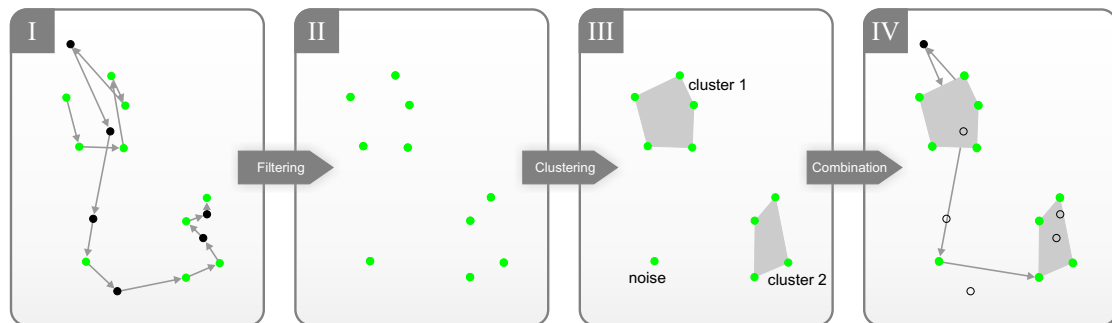 I
II
III
IV
cluster 1
Filtering
Clustering
Combination
noise
cluster 2